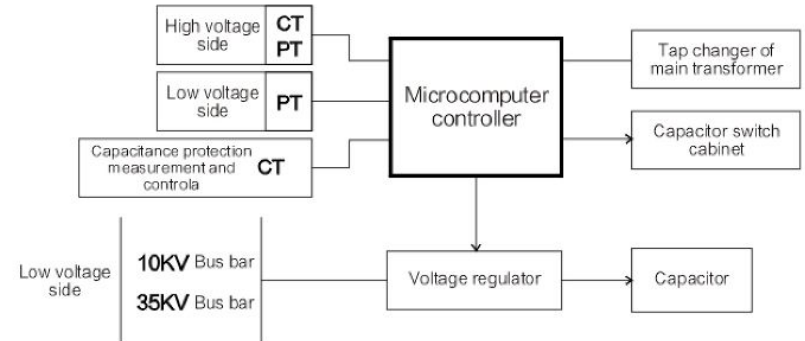 High voltage
side
CT
PT
Low voltage
side
PT
Capacitance protection
measurement and
controla
CT
Microcomputer
controller
Tap changer of
main transformer
Capacitor switch
cabinet
Low voltage
side
10KV Bus bar
35KV Bus bar
Voltage regulator
Capacitor